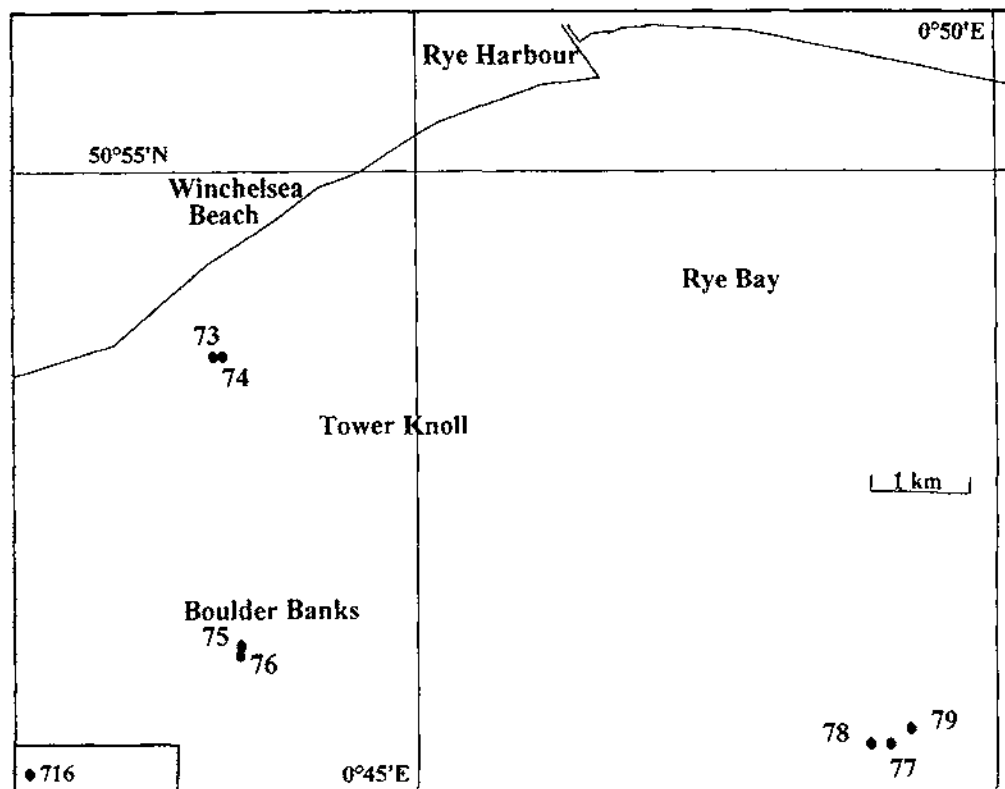 0°50'E
Rye Harbour
50°55'N
Winchelsea
Beach
Rye Bay
73
74
Tower Knoll
1 km
Boulder Banks
75
76
78
79
77
716
0°45'E